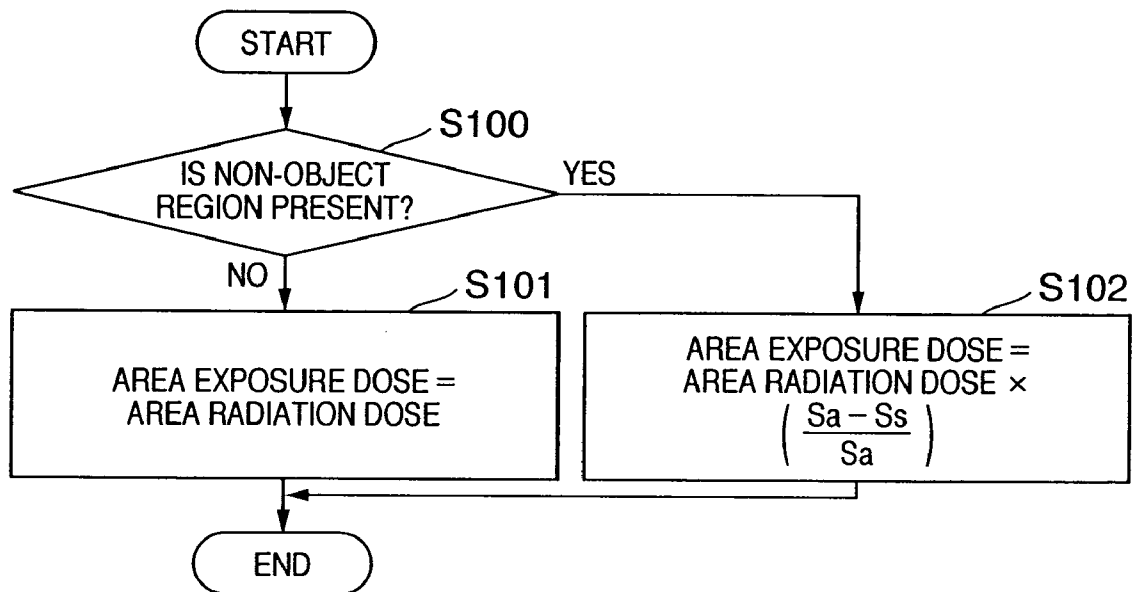 START
S100
IS NON-OBJECT
REGION PRESENT?
YES
NO
S101
AREA EXPOSURE DOSE =
AREA RADIATION DOSE
S102
AREA EXPOSURE DOSE =
AREA RADIATION DOSE ×
( Sa – Ss
Sa )
END